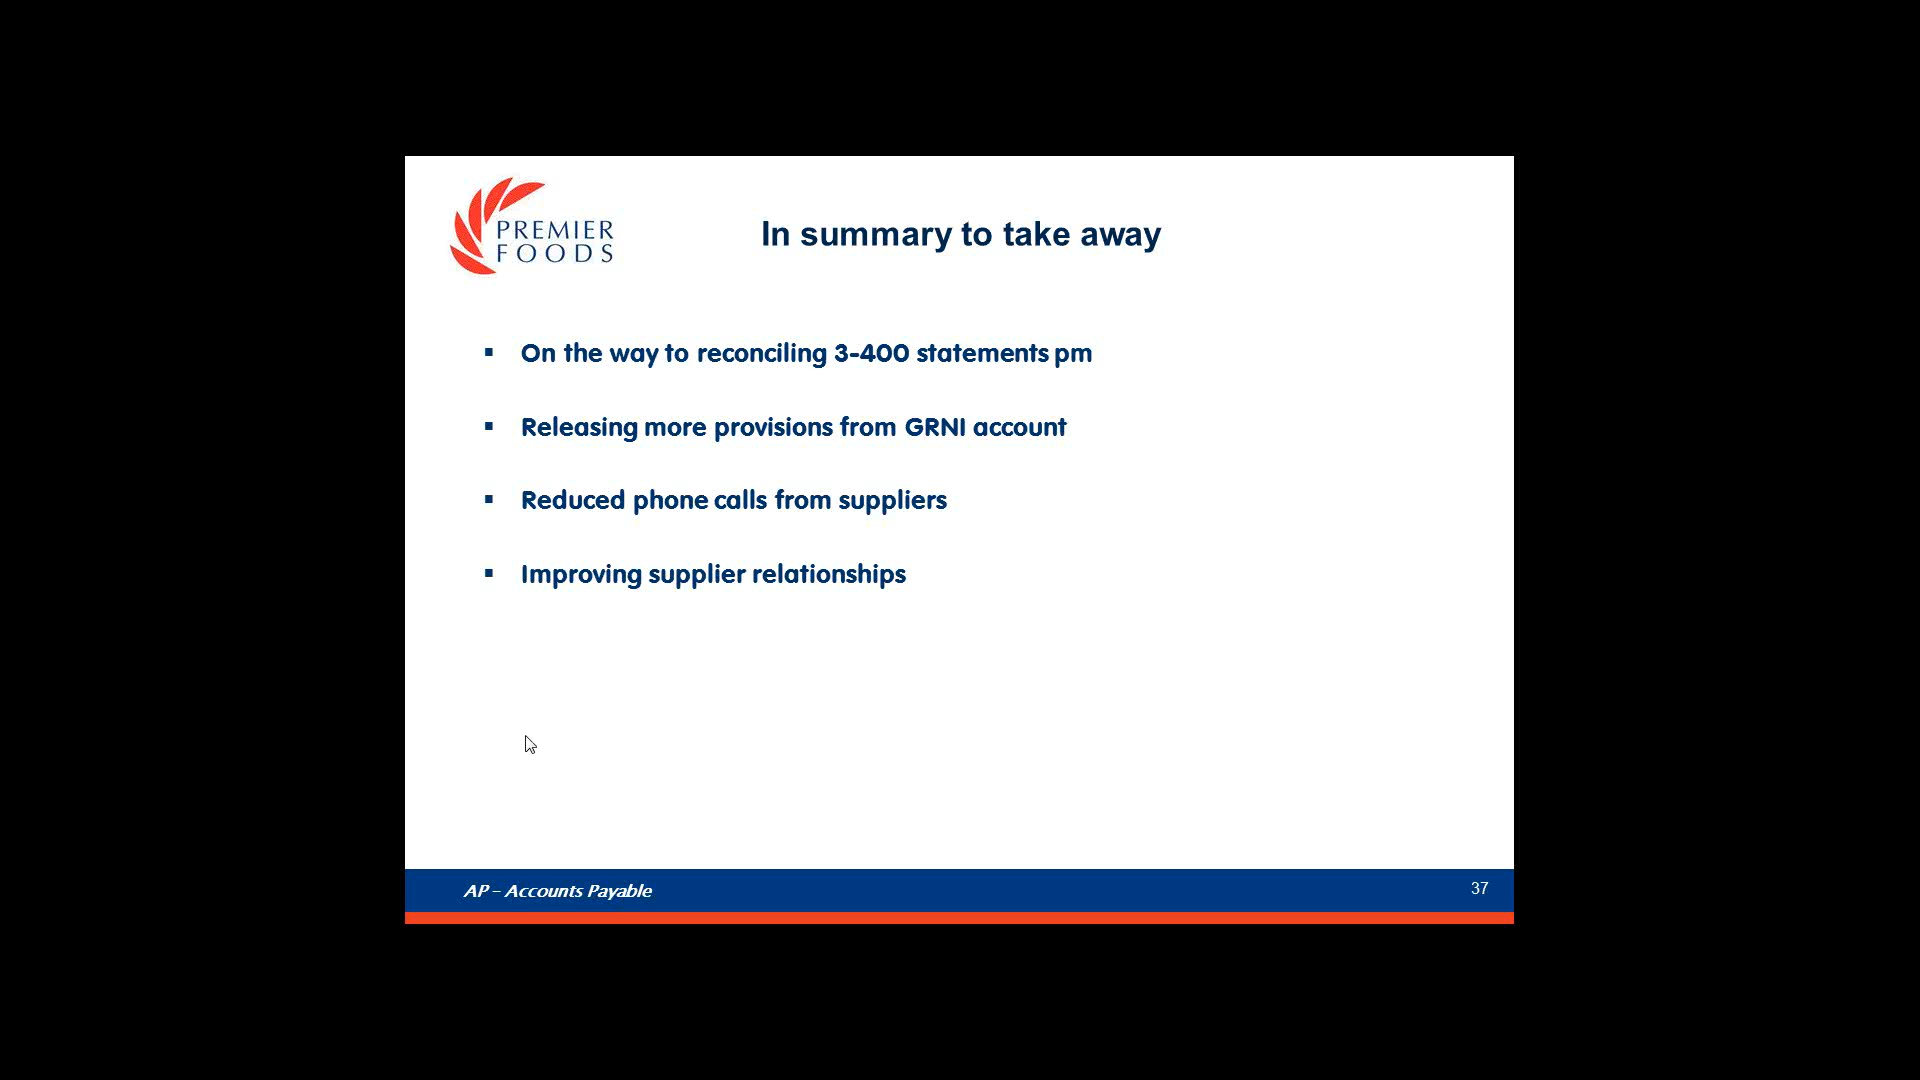 PREMIER
FOODS
In summary to take away
▪ On the way to reconciling 3-400 statements pm
▪ Releasing more provisions from GRNI account
▪ Reduced phone calls from suppliers
▪ Improving supplier relationships
AP – Accounts Payable
37